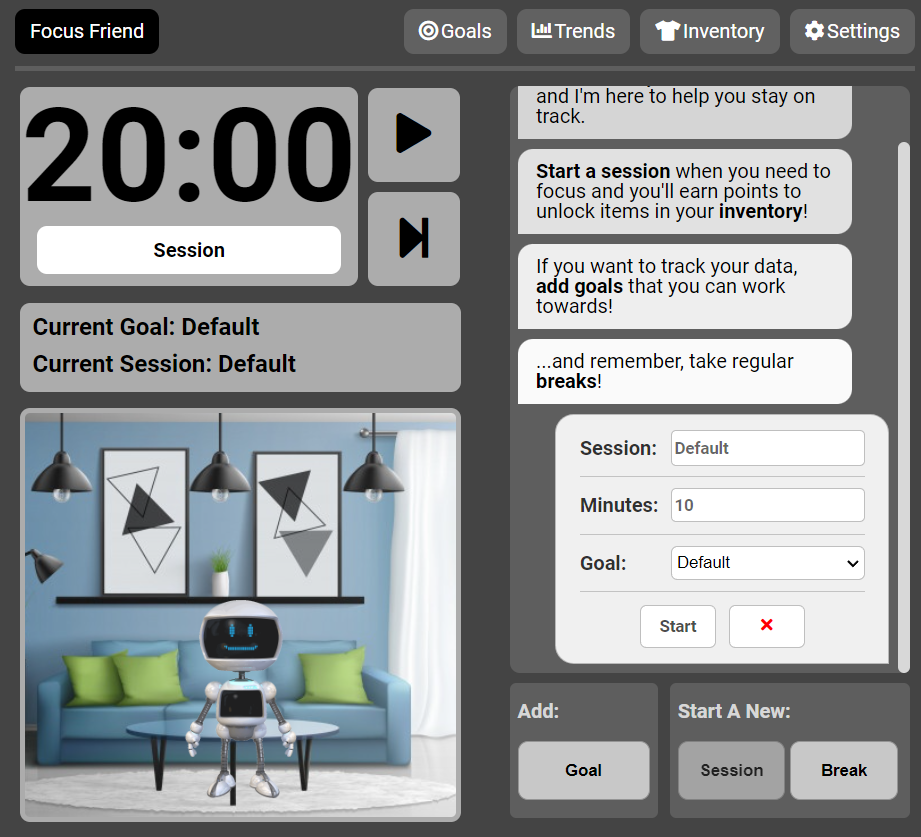 Focus Friend
Goals
Trends
Inventory
Settings
20:00
Session
Current Goal: Default
Current Session: Default
and I'm here to help you stay on
track.
Start a session when you need to
focus and you'll earn points to
unlock items in your inventory!
If you want to track your data,
add goals that you can work
towards!
...and remember, take regular
breaks!
Session: Default
Minutes: 10
Goal: Default
Start
Add:
Goal
Start A New:
Session Break